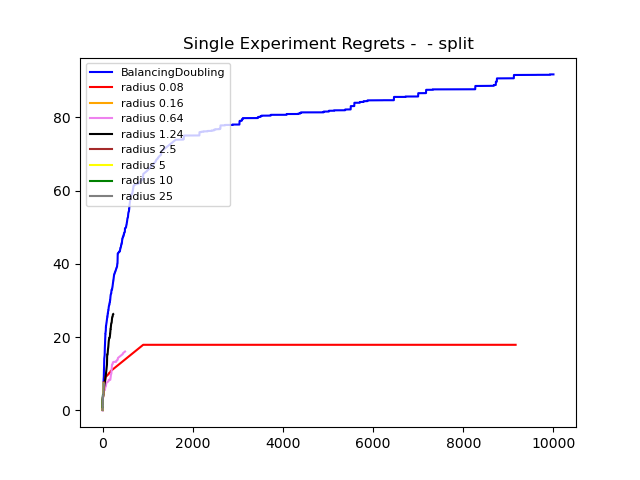 Single Experiment Regrets -  - split
BalancingDoubling
radius 0.08
radius 0.16
radius 0.64
radius 1.24
radius 2.5
radius 5
radius 10
radius 25
80
60
40
20
0
0 2000 4000 6000 8000 10000